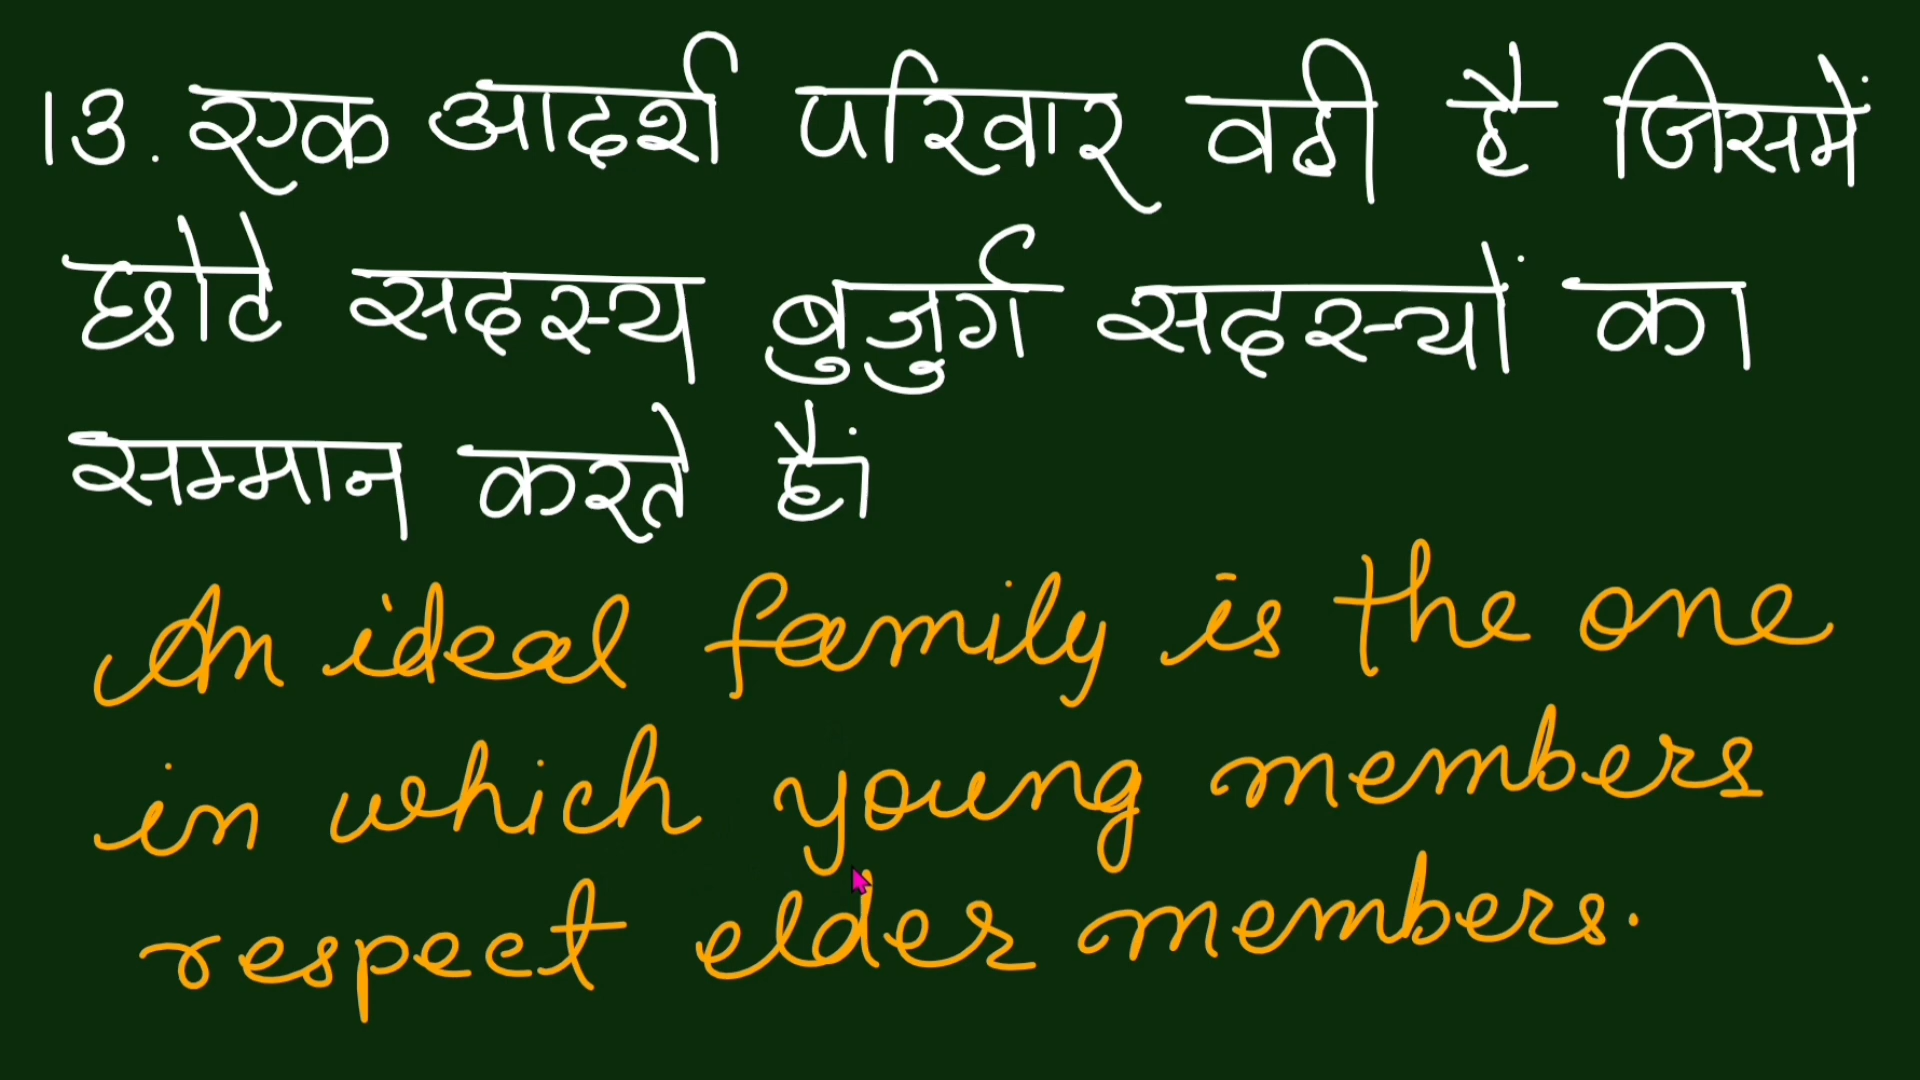 13. एक आदर्श परिवार वही है जिसमें
छोटे सदस्य बुजुर्ग सदस्यों का
सम्मान करते हैं।
An ideal family is the one
in which young members
respect elder members.